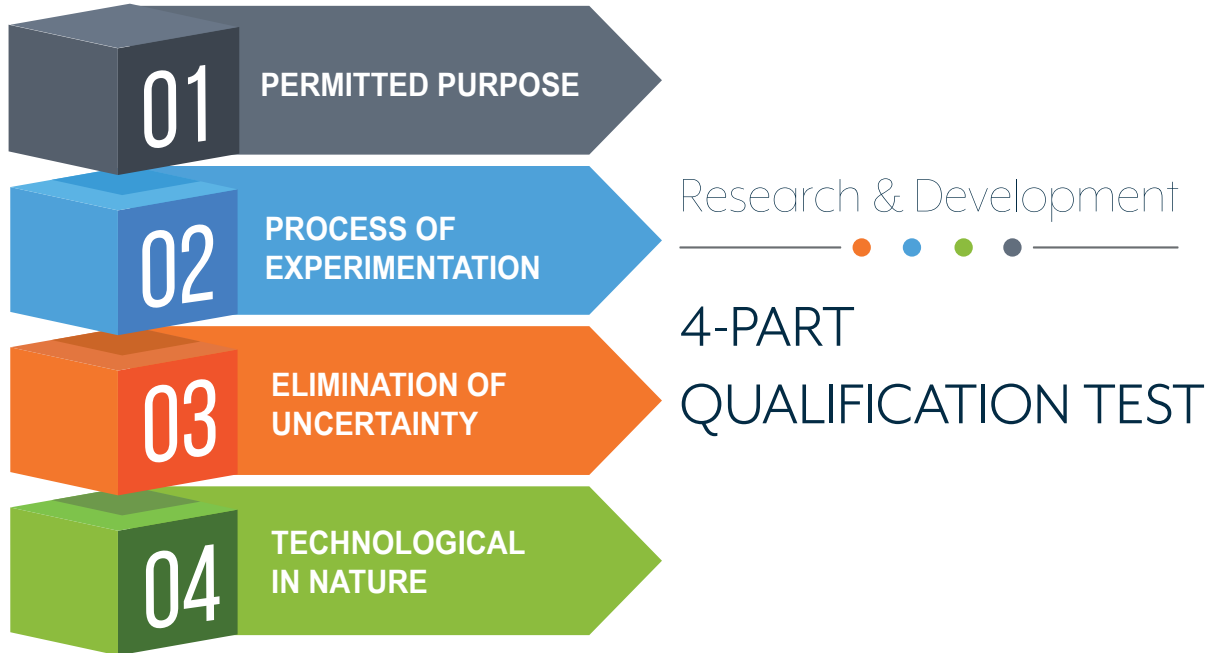 01
PERMITTED PURPOSE
02
PROCESS OF
EXPERIMENTATION
03
ELIMINATION OF
UNCERTAINTY
04
TECHNOLOGICAL
IN NATURE
Research & Development
4-PART
QUALIFICATION TEST